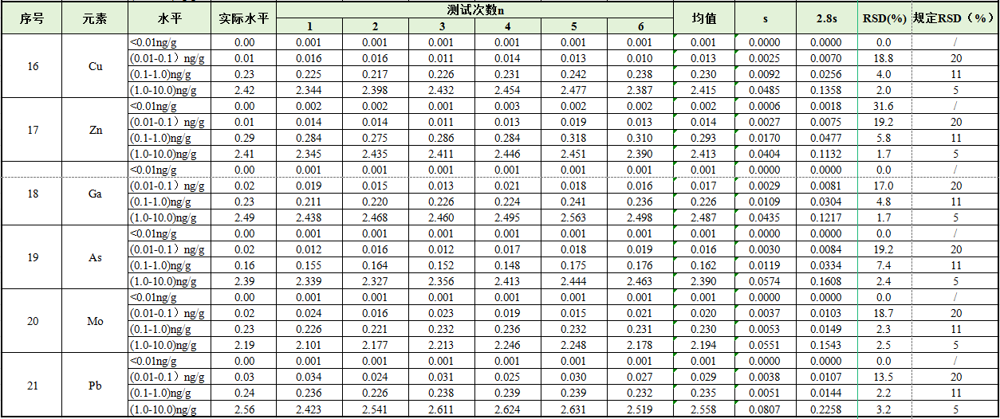 序号 元素 水平 实际水平 测试次数n 均值 s 2.8s RSD(%) 规定RSD（%）
1 2 3 4 5 6
16 Cu <0.01ng/g 0.00 0.001 0.001 0.001 0.001 0.001 0.001 0.001 0.0000 0.0000 0.0 /
(0.01-0.1）ng/g 0.01 0.016 0.016 0.011 0.014 0.013 0.010 0.013 0.0025 0.0070 18.8 20
(0.1-1.0)ng/g 0.23 0.225 0.217 0.226 0.231 0.242 0.238 0.230 0.0092 0.0256 4.0 11
(1.0-10.0)ng/g 2.42 2.344 2.398 2.432 2.454 2.477 2.387 2.415 0.0485 0.1358 2.0 5
17 Zn <0.01ng/g 0.00 0.002 0.002 0.001 0.003 0.002 0.002 0.002 0.0006 0.0018 31.6 /
(0.01-0.1）ng/g 0.01 0.014 0.014 0.011 0.013 0.019 0.013 0.014 0.0027 0.0075 19.2 20
(0.1-1.0)ng/g 0.29 0.284 0.275 0.286 0.284 0.318 0.310 0.293 0.0170 0.0477 5.8 11
(1.0-10.0)ng/g 2.41 2.345 2.435 2.411 2.446 2.451 2.390 2.413 0.0404 0.1132 1.7 5
18 Ga <0.01ng/g 0.00 0.001 0.001 0.001 0.001 0.001 0.001 0.001 0.0000 0.0000 0.0 /
(0.01-0.1）ng/g 0.02 0.019 0.015 0.013 0.021 0.018 0.016 0.017 0.0029 0.0081 17.0 20
(0.1-1.0)ng/g 0.23 0.211 0.220 0.226 0.224 0.241 0.236 0.226 0.0109 0.0304 4.8 11
(1.0-10.0)ng/g 2.49 2.438 2.468 2.460 2.495 2.563 2.498 2.487 0.0435 0.1217 1.7 5
19 As <0.01ng/g 0.00 0.001 0.001 0.001 0.001 0.001 0.001 0.001 0.0000 0.0000 0.0 /
(0.01-0.1）ng/g 0.02 0.012 0.016 0.012 0.017 0.018 0.019 0.016 0.0030 0.0084 19.2 20
(0.1-1.0)ng/g 0.16 0.155 0.164 0.152 0.148 0.175 0.176 0.162 0.0119 0.0334 7.4 11
(1.0-10.0)ng/g 2.39 2.339 2.327 2.356 2.413 2.444 2.463 2.390 0.0574 0.1608 2.4 5
20 Mo <0.01ng/g 0.00 0.001 0.001 0.001 0.001 0.001 0.001 0.001 0.0000 0.0000 0.0 /
(0.01-0.1）ng/g 0.02 0.024 0.016 0.023 0.019 0.015 0.021 0.020 0.0037 0.0103 18.7 20
(0.1-1.0)ng/g 0.23 0.226 0.221 0.232 0.236 0.232 0.231 0.230 0.0053 0.0149 2.3 11
(1.0-10.0)ng/g 2.19 2.101 2.177 2.213 2.246 2.248 2.178 2.194 0.0551 0.1543 2.5 5
21 Pb <0.01ng/g 0.00 0.001 0.001 0.001 0.001 0.001 0.001 0.001 0.0000 0.0000 0.0 /
(0.01-0.1）ng/g 0.03 0.034 0.024 0.031 0.025 0.030 0.027 0.029 0.0038 0.0107 13.5 20
(0.1-1.0)ng/g 0.24 0.236 0.226 0.238 0.239 0.239 0.232 0.235 0.0051 0.0144 2.2 11
(1.0-10.0)ng/g 2.56 2.423 2.541 2.611 2.624 2.631 2.519 2.558 0.0807 0.2258 3.2 5